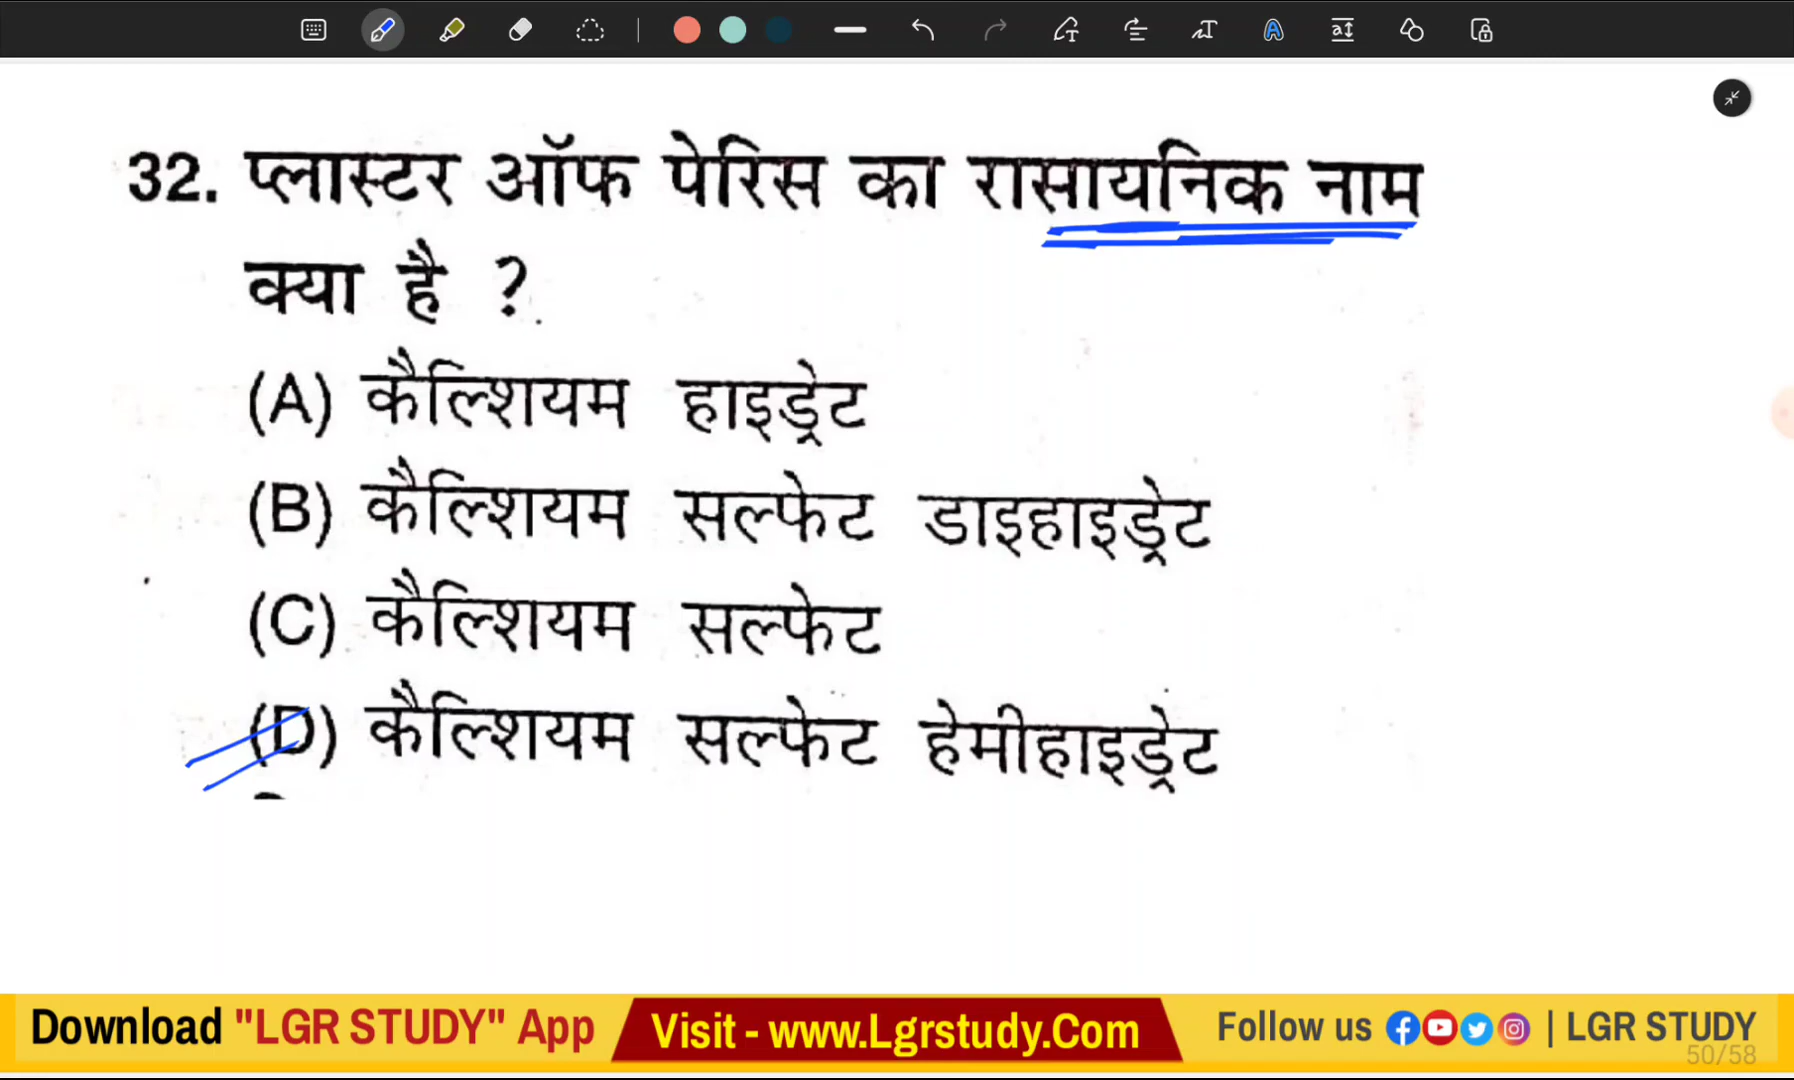 32. प्लास्टर ऑफ पेरिस का रासायनिक नाम
क्या है ?
(A) कैल्शियम हाइड्रेट
(B) कैल्शियम सल्फेट डाइहाइड्रेट
(C) कैल्शियम सल्फेट
(D) कैल्शियम सल्फेट हेमीहाइड्रेट
Download "LGR STUDY" App Visit - www.Lgrstudy.Com Follow us | LGR STUDY
50/58